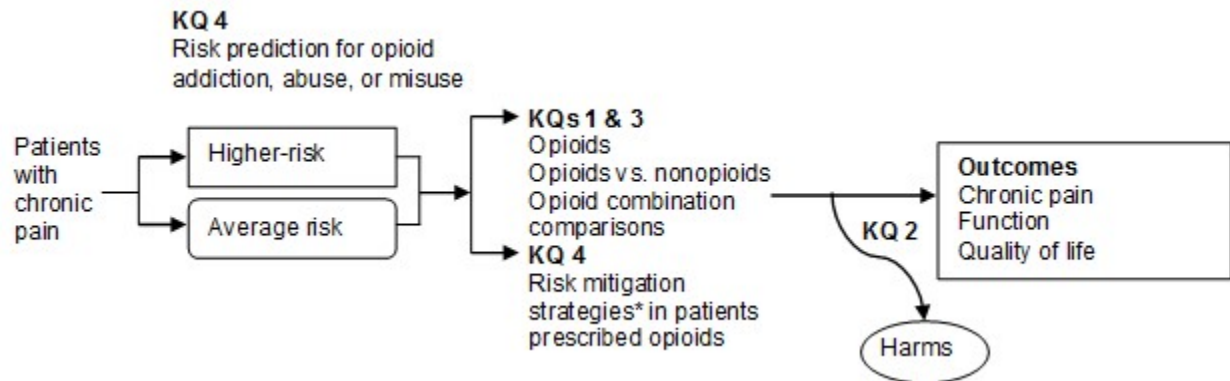 KQ 4
Risk prediction for opioid
addiction, abuse, or misuse
Patients
with
chronic
pain
Higher-risk
Average risk
KQs 1 & 3
Opioids
Opioids vs. nonopioids
Opioid combination
comparisons
KQ 4
Risk mitigation
strategies* in patients
prescribed opioids
KQ 2
Harms
Outcomes
Chronic pain
Function
Quality of life